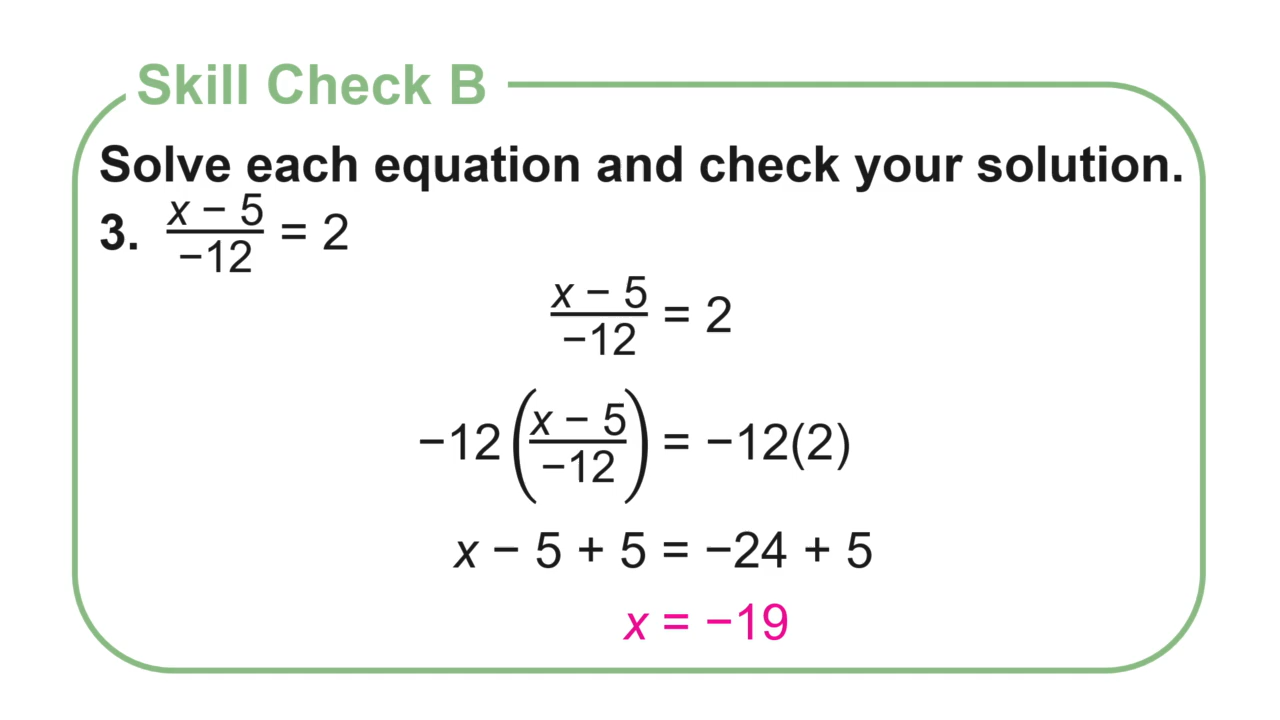 Skill Check B
Solve each equation and check your solution.
3. (x − 5)/(−12) = 2
(x − 5)/(−12) = 2
−12((x − 5)/(−12)) = −12(2)
x − 5 + 5 = −24 + 5
x = −19